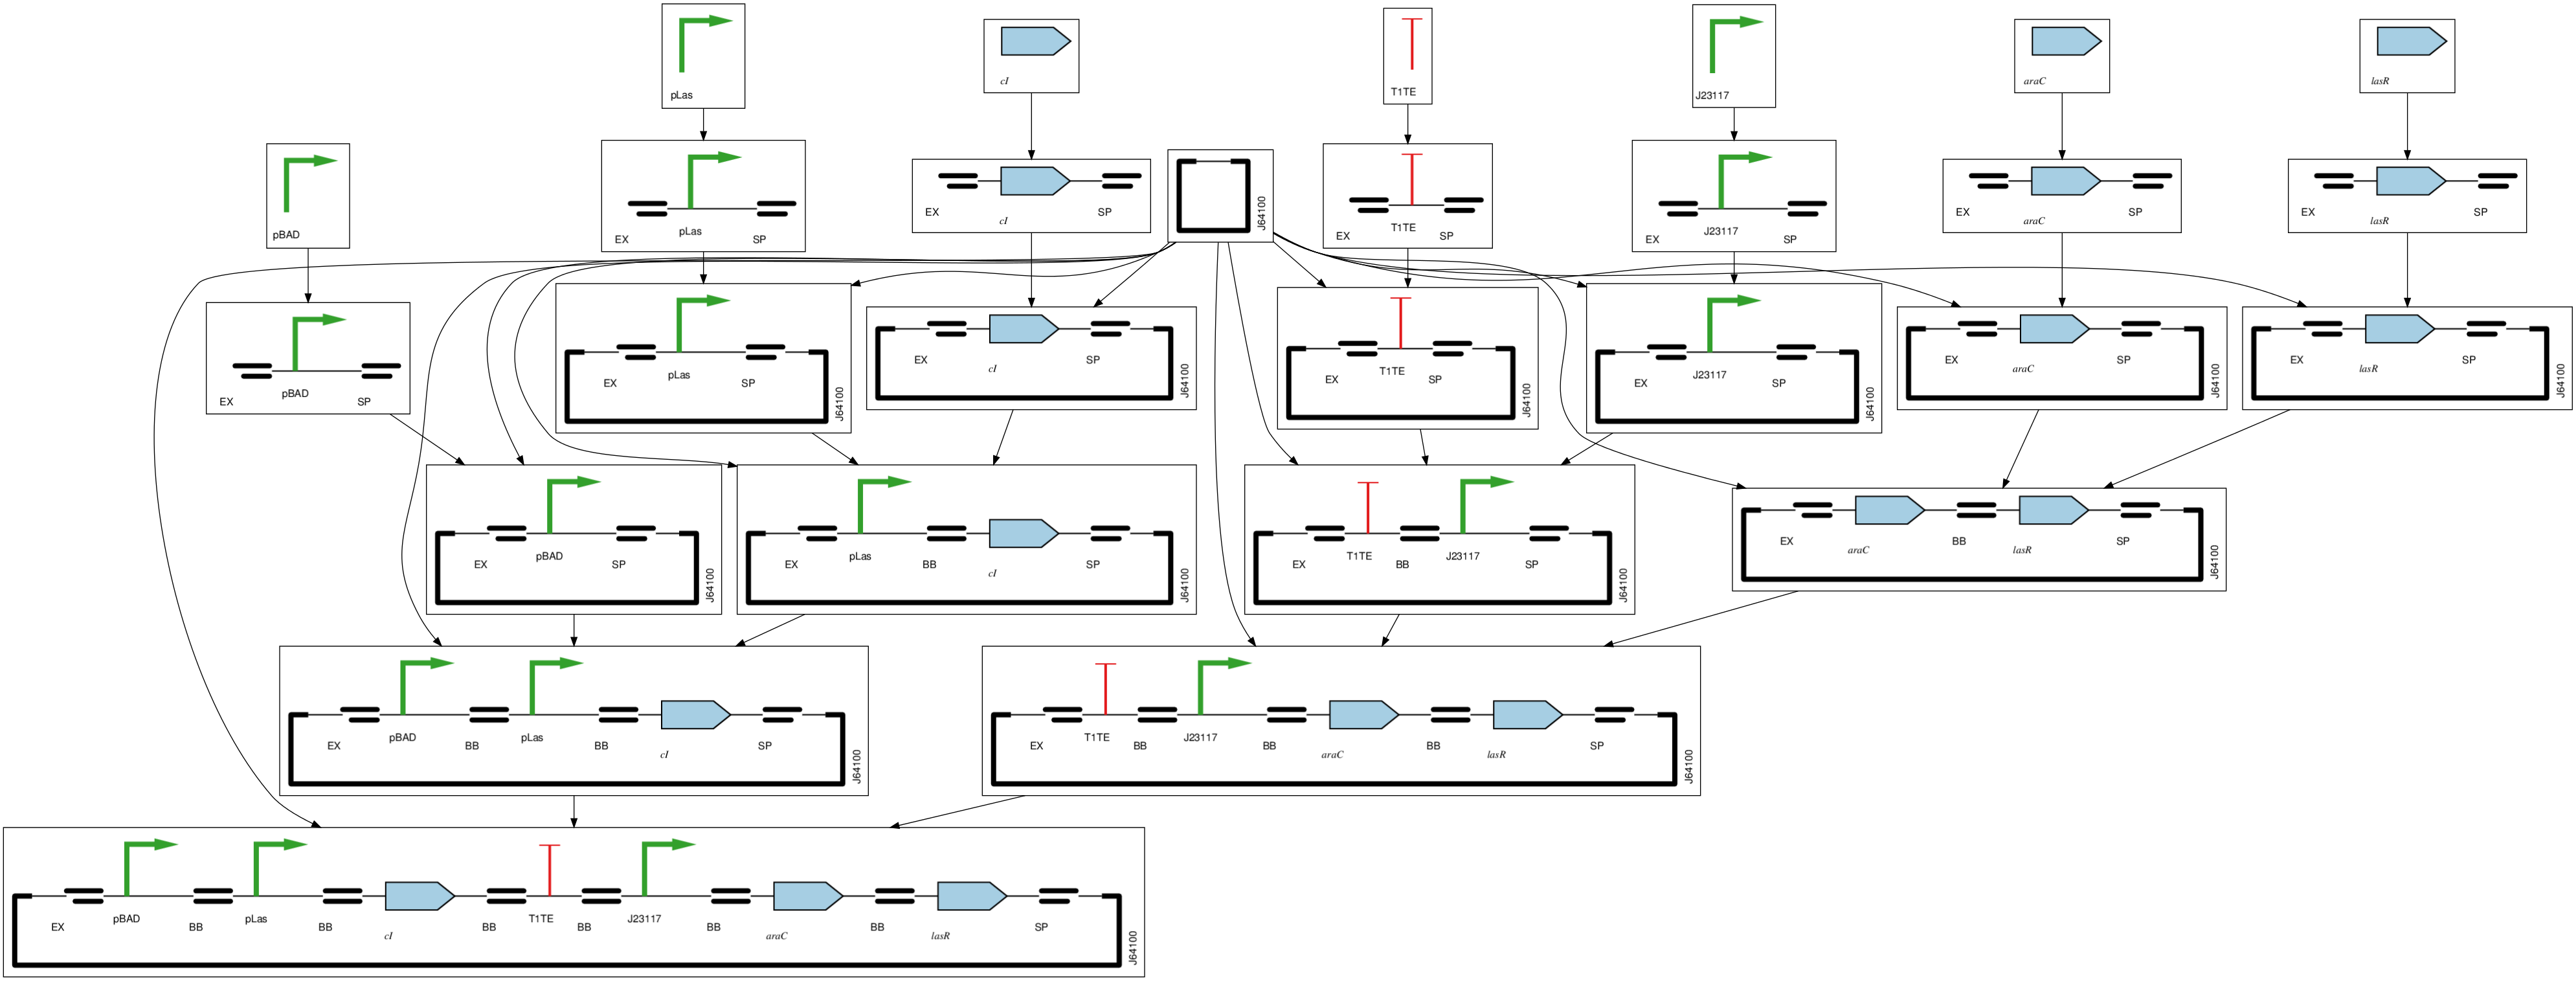 pLas
cI
T1TE
J23117
araC
lasR
pBAD
EX pLas SP
EX cI SP
J64100
EX T1TE SP
EX J23117 SP
EX araC SP
EX lasR SP
EX pBAD SP
EX pLas SP J64100
EX cI SP J64100
EX T1TE SP J64100
EX J23117 SP J64100
EX araC SP J64100
EX lasR SP J64100
EX pBAD SP J64100
EX pLas BB cI SP J64100
EX T1TE BB J23117 SP J64100
EX araC BB lasR SP J64100
EX pBAD BB pLas BB cI SP J64100
EX T1TE BB J23117 BB araC BB lasR SP J64100
EX pBAD BB pLas BB cI BB T1TE BB J23117 BB araC BB lasR SP J64100